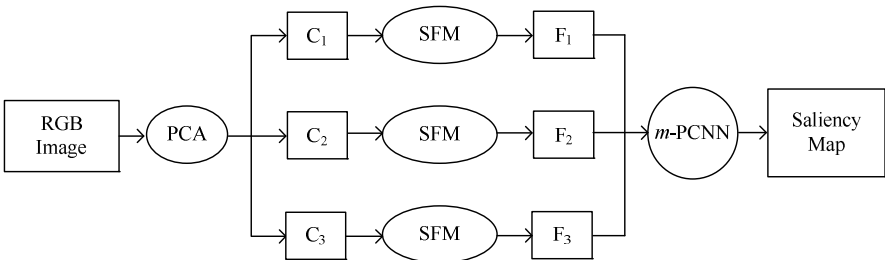 C₁ SFM F₁
RGB Image PCA C₂ SFM F₂ m-PCNN Saliency Map
C₃ SFM F₃